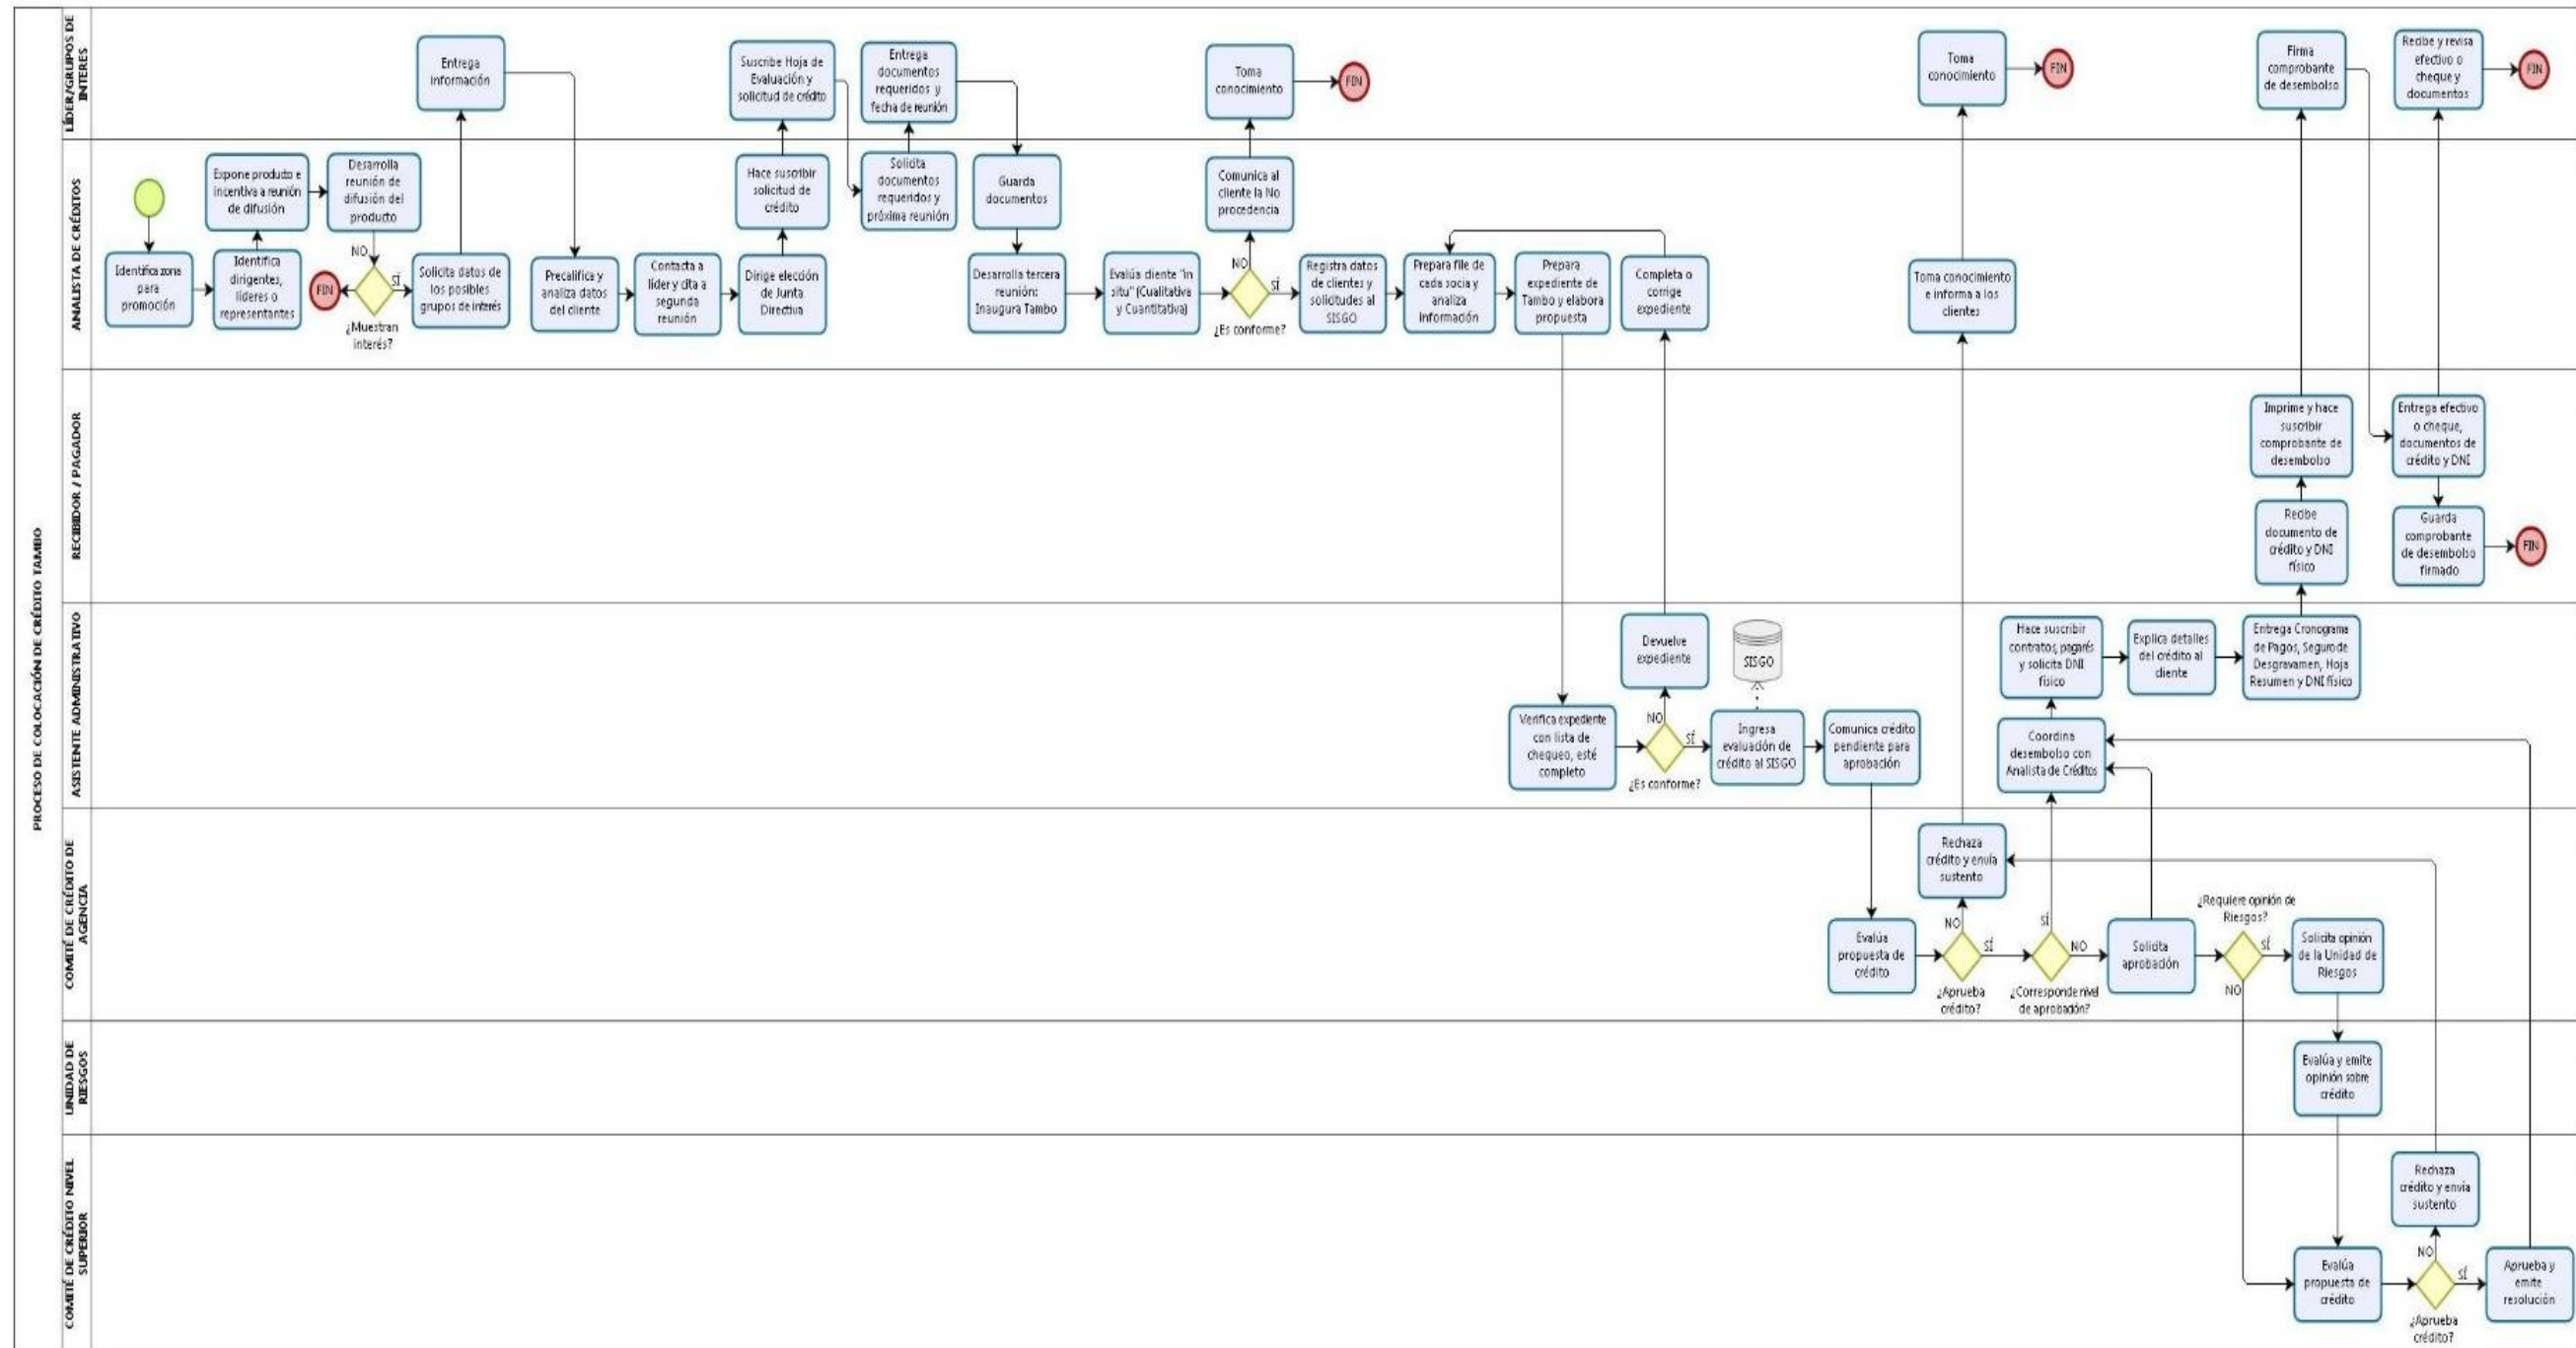 PROCESO DE COLOCACIÓN DE CRÉDITO TAMBO
LÍDER/GRUPOS DE
INTERES
Entrega
información
Suscribe Hoja de
Evaluación y
solicitud de crédito
Entrega
documentos
requeridos y
fecha de reunión
Toma
conocimiento
FIN
Toma
conocimiento
FIN
Firma
comprobante
de desembolso
Recibe y revisa
efectivo o
cheque y
documentos
FIN
ANALISTA DE CRÉDITOS
Identifica zona
para
promoción
Expone producto e
incentiva a reunión
de difusión
Identifica
dirigentes,
líderes o
representantes
Desarrolla
reunión de
difusión del
producto
NO
FIN
SÍ
¿Muestran
interés?
Solicita datos de
los posibles
grupos de interés
Precalifica y
analiza datos
del cliente
Contacta a
líder y cita a
segunda
reunión
Hace suscribir
solicitud de
crédito
Dirige elección
de Junta
Directiva
Solicita
documentos
requeridos y
próxima reunión
Guarda
documentos
Desarrolla tercera
reunión:
Inaugura Tambo
Evalúa cliente "in
situ" (Cualitativa
y Cuantitativa)
Comunica al
cliente la No
procedencia
NO
SÍ
¿Es conforme?
Registra datos
de clientes y
solicitudes al
SISGO
Prepara file de
cada socia y
analiza
información
Prepara
expediente de
Tambo y elabora
propuesta
Completa o
corrige
expediente
Toma conocimiento
e informa a los
clientes
RECIBIDOR / PAGADOR
Imprime y hace
suscribir
comprobante de
desembolso
Entrega efectivo
o cheque,
documentos de
crédito y DNI
Recibe
documento de
crédito y DNI
físico
Guarda
comprobante
de desembolso
firmado
FIN
ASISTENTE ADMINISTRATIVO
Devuelve
expediente
SISGO
Verifica expediente
con lista de
chequeo, esté
completo
NO
SÍ
¿Es conforme?
Ingresa
evaluación de
crédito al SISGO
Comunica crédito
pendiente para
aprobación
Hace suscribir
contratos, pagarés
y solicita DNI
físico
Explica detalles
del crédito al
cliente
Entrega Cronograma
de Pagos, Seguro de
Desgravamen, Hoja
Resumen y DNI físico
Coordina
desembolso con
Analista de Créditos
COMITÉ DE CRÉDITO DE
AGENCIA
Rechaza
crédito y envía
sustento
Evalúa
propuesta de
crédito
NO
SÍ
¿Aprueba
crédito?
SÍ
NO
¿Corresponde nivel
de aprobación?
Solicita
aprobación
¿Requiere opinión de
Riesgos?
SÍ
NO
Solicita opinión
de la Unidad de
Riesgos
UNIDAD DE
RIESGOS
Evalúa y emite
opinión sobre
crédito
COMITÉ DE CRÉDITO NIVEL
SUPERIOR
Rechaza
crédito y envía
sustento
Evalúa
propuesta de
crédito
NO
SÍ
¿Aprueba
crédito?
Aprueba y
emite
resolución